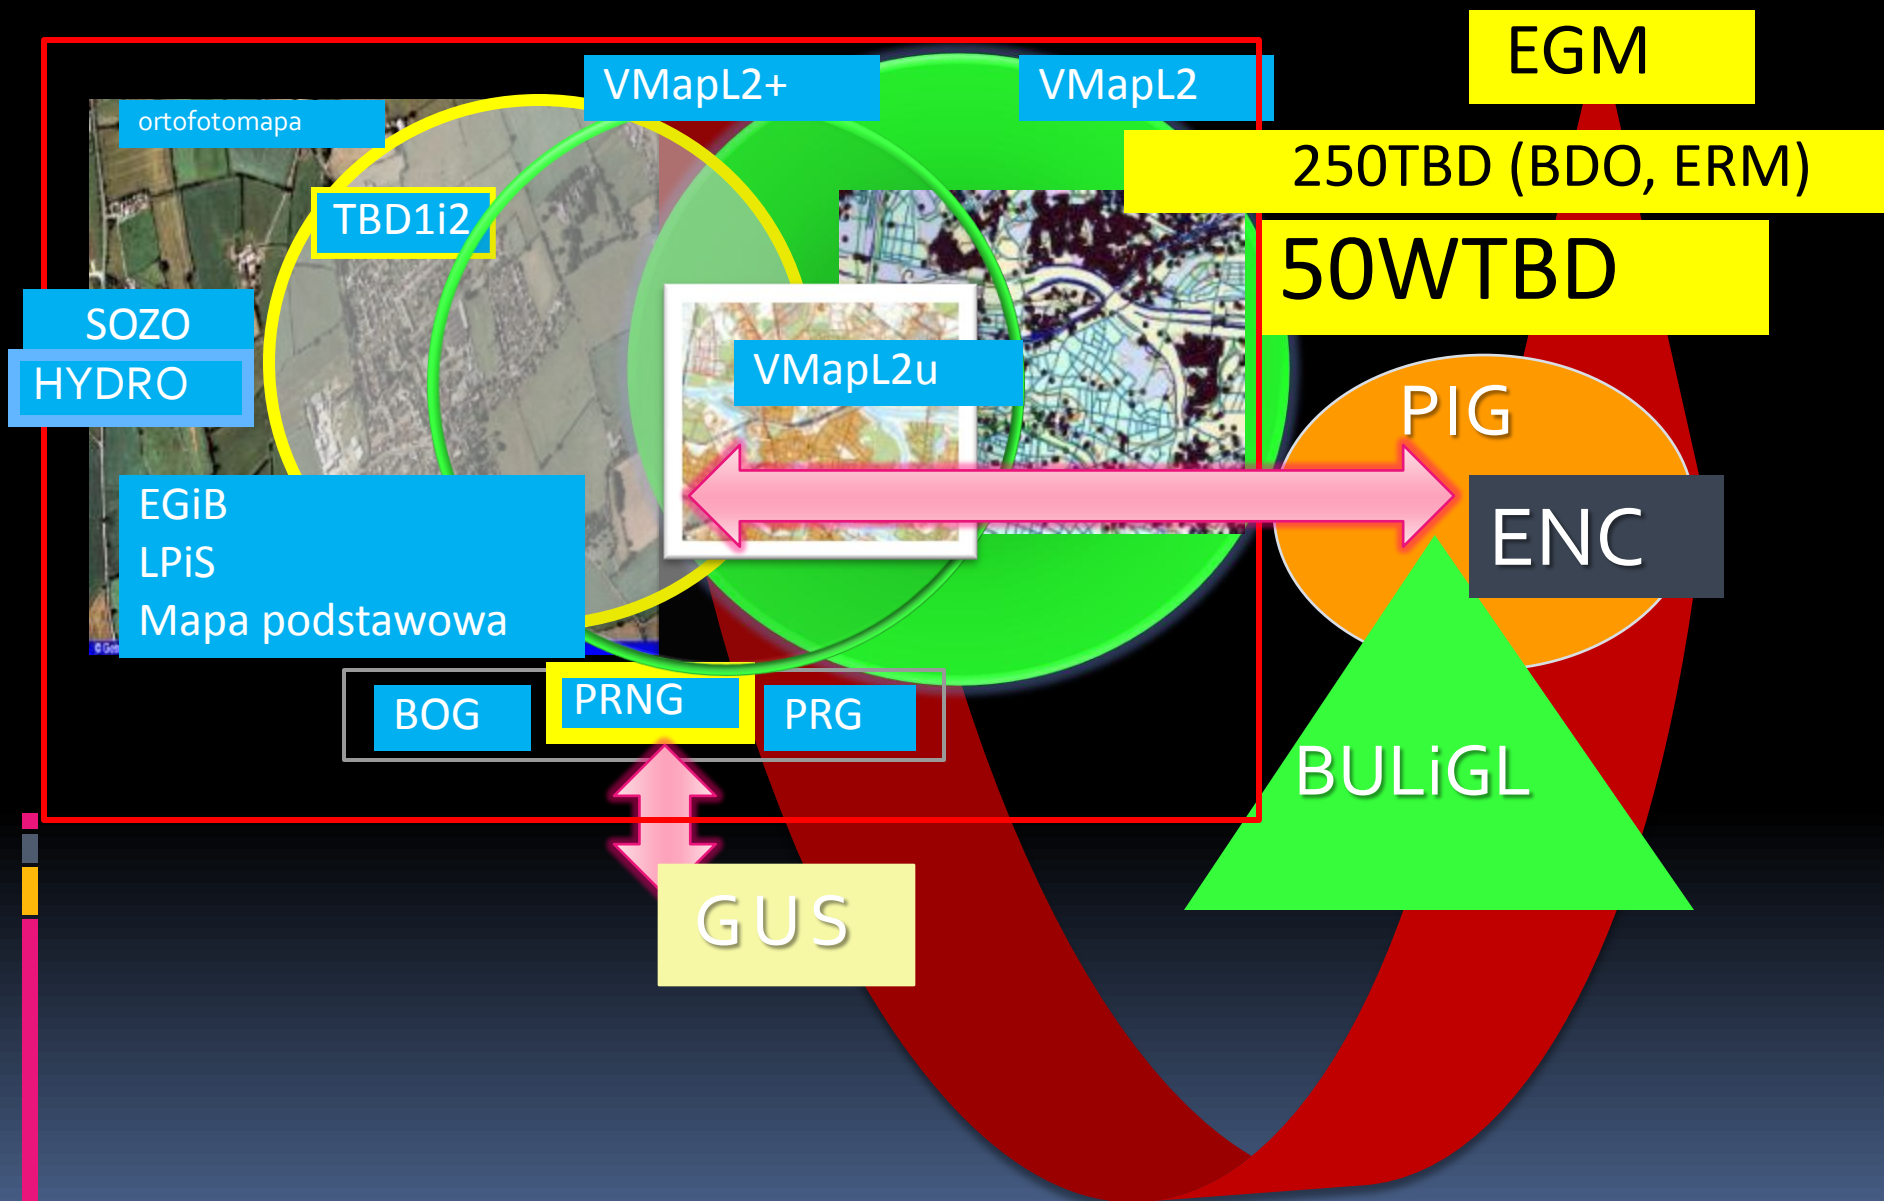 EGM
VMapL2+
VMapL2
ortofotomapa
250TBD (BDO, ERM)
TBD1i2
50WTBD
SOZO
HYDRO
VMapL2u
PIG
EGiB
LPiS
Mapa podstawowa
ENC
BOG
PRNG
PRG
BULiGL
GUS